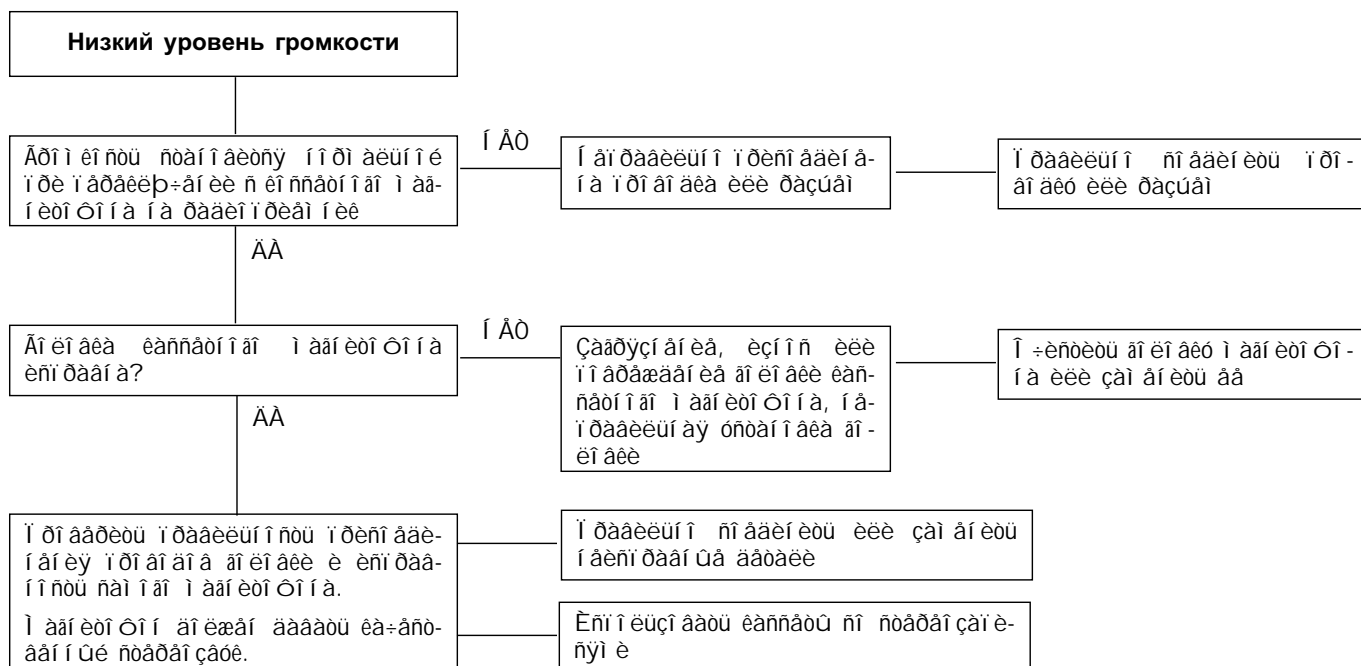 Низкий уровень громкости
Ãðîìêîñòü ñòàíîâèòñÿ íîðìàëüíîé
ïðè ïåðåêëþ÷åíèè ñ êîññåòíîãî ìàã-
íèòîÔîíà íà ðàäèîïðèåìíèê
ÍÅÒ
Íåïðàâèëüíî ïðèñîåäèíå-
íà ïðîâîäêà èëè ðàçúåì
Ïðàâèëüíî ñîåäèíèòü ïðî-
âîäêó èëè ðàçúåì
ÄÀ
Ãîëîâêà êàññåòíîãî ìàãíèòîÔîíà
èñïðàâíà?
ÍÅÒ
Çàãðÿçíåíèå, èçíîñ èëè
ïîâðåæäåíèå ãîëîâêè êàñ-
ñåòíîãî ìàãíèòîÔîíà, íå-
ïðàâèëüíàÿ óñòàíîâêà ãî-
ëîâêè
Î÷èñòèòü ãîëîâêó ìàãíèòîÔî-
íà èëè çàìåíèòü åå
ÄÀ
Ïðîâåðèòü ïðàâèëüíîñòü ïðèñîåäè-
íåíèÿ ïðîâîäîâ ãîëîâêè è èñïðàâ-
íîñòü ñàìîãî ìàãíèòîÔîíà.
ÌàãíèòîÔîí äîëæåí äàâàòü êà÷åñò-
âåííÛé ñòåðåîçâóê.
Ïðàâèëüíî ñîåäèíèòü èëè çàìåíèòü
íåèñïðàâíÛå äåòàëè
Èñïîëüçîâàòü êàññåòÛ ñî ñòåðåîçàïè-
ñÿìè